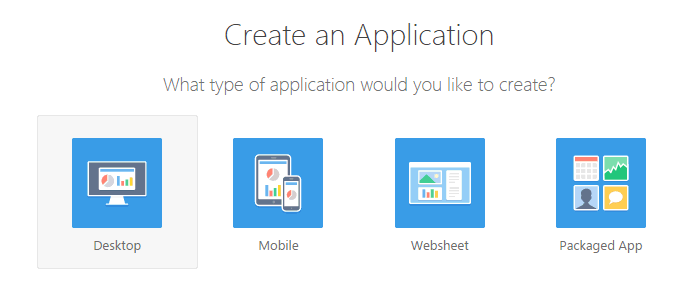 Create an Application
What type of application would you like to create?
Desktop
Mobile
Websheet
Packaged App